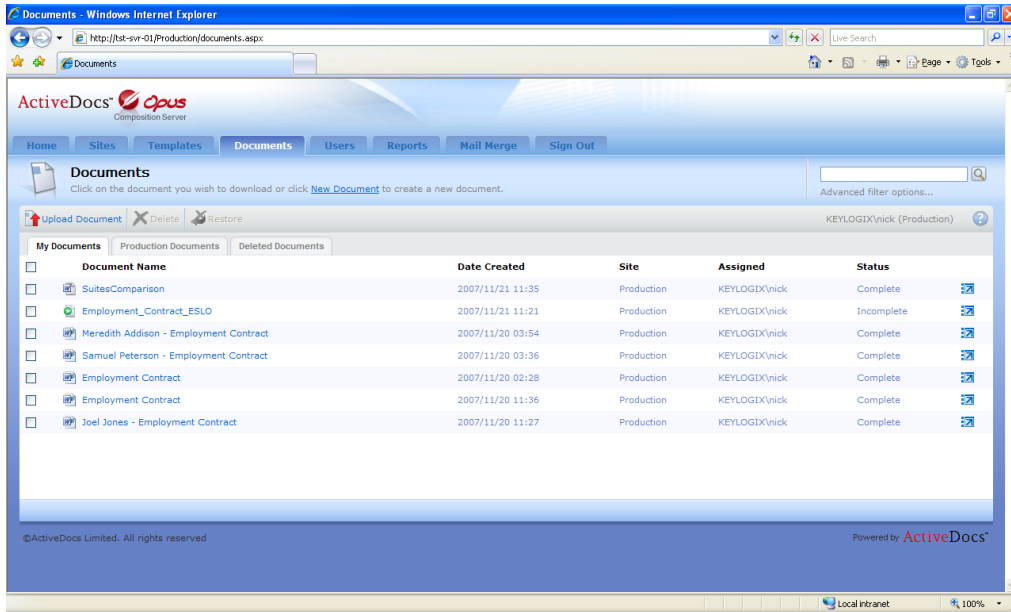 Documents - Windows Internet Explorer
http://tst-svr-01/Production/documents.aspx
Live Search
Documents
Page
Tools
ActiveDocs™ Opus
Composition Server
Home Sites Templates Documents Users Reports Mail Merge Sign Out
Documents
Click on the document you wish to download or click New Document to create a new document.
Advanced filter options...
Upload Document Delete Restore KEYLOGIX\nick (Production)
My Documents Production Documents Deleted Documents
Document Name Date Created Site Assigned Status
SuitesComparison 2007/11/21 11:35 Production KEYLOGIX\nick Complete
Employment_Contract_ESLO 2007/11/21 11:21 Production KEYLOGIX\nick Incomplete
Meredith Addison - Employment Contract 2007/11/20 03:54 Production KEYLOGIX\nick Complete
Samuel Peterson - Employment Contract 2007/11/20 03:36 Production KEYLOGIX\nick Complete
Employment Contract 2007/11/20 02:28 Production KEYLOGIX\nick Complete
Employment Contract 2007/11/20 11:36 Production KEYLOGIX\nick Complete
Joel Jones - Employment Contract 2007/11/20 11:27 Production KEYLOGIX\nick Complete
©ActiveDocs Limited. All rights reserved Powered by ActiveDocs™
Local intranet 100%